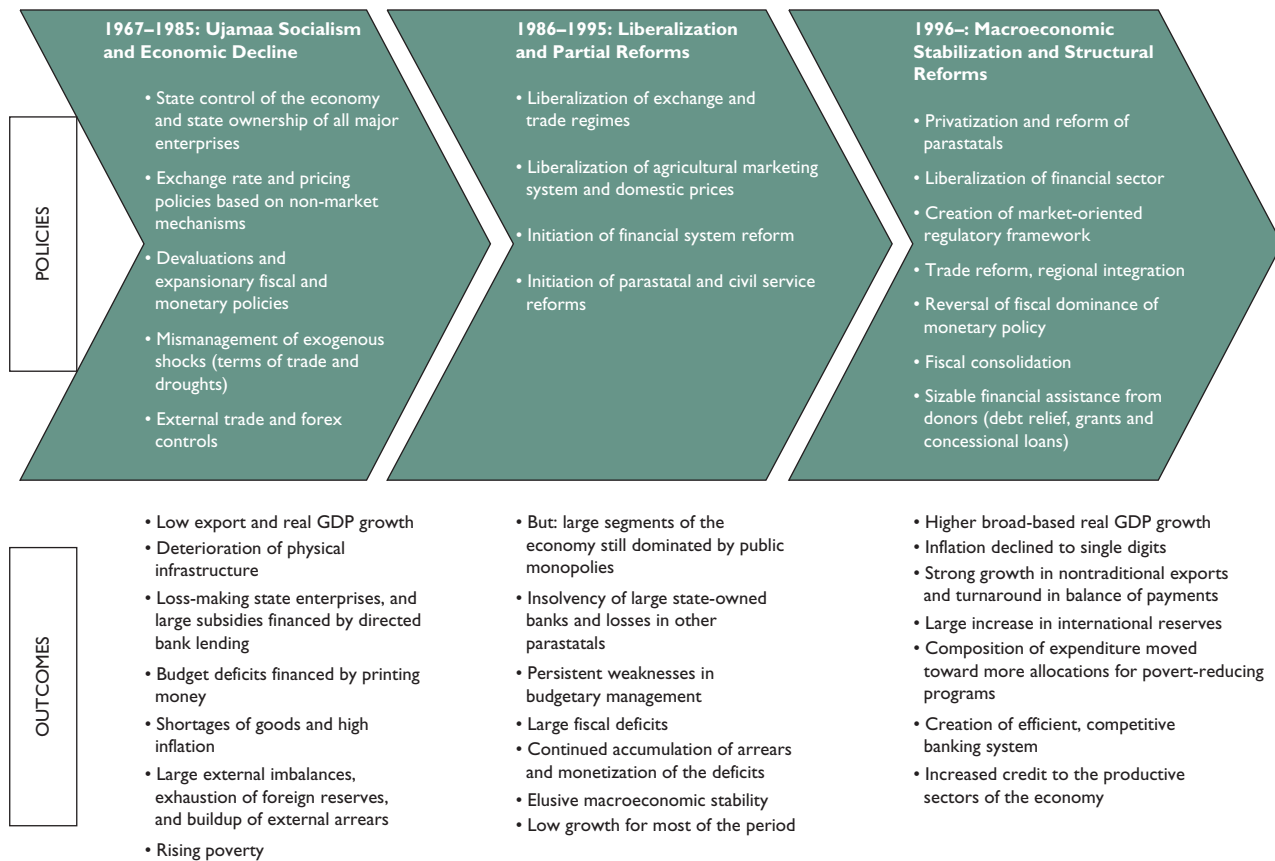 1967–1985: Ujamaa Socialism
and Economic Decline
• State control of the economy
and state ownership of all major
enterprises
• Exchange rate and pricing
policies based on non-market
mechanisms
• Devaluations and
expansionary fiscal and
monetary policies
• Mismanagement of exogenous
shocks (terms of trade and
droughts)
• External trade and forex
controls
1986–1995: Liberalization
and Partial Reforms
• Liberalization of exchange and
trade regimes
• Liberalization of agricultural marketing
system and domestic prices
• Initiation of financial system reform
• Initiation of parastatal and civil service
reforms
1996–: Macroeconomic
Stabilization and Structural
Reforms
• Privatization and reform of
parastatals
• Liberalization of financial sector
• Creation of market-oriented
regulatory framework
• Trade reform, regional integration
• Reversal of fiscal dominance of
monetary policy
• Fiscal consolidation
• Sizable financial assistance from
donors (debt relief, grants and
concessional loans)
POLICIES
OUTCOMES
• Low export and real GDP growth
• Deterioration of physical
infrastructure
• Loss-making state enterprises, and
large subsidies financed by directed
bank lending
• Budget deficits financed by printing
money
• Shortages of goods and high
inflation
• Large external imbalances,
exhaustion of foreign reserves,
and buildup of external arrears
• Rising poverty
• But: large segments of the
economy still dominated by public
monopolies
• Insolvency of large state-owned
banks and losses in other
parastatals
• Persistent weaknesses in
budgetary management
• Large fiscal deficits
• Continued accumulation of arrears
and monetization of the deficits
• Elusive macroeconomic stability
• Low growth for most of the period
• Higher broad-based real GDP growth
• Inflation declined to single digits
• Strong growth in nontraditional exports
and turnaround in balance of payments
• Large increase in international reserves
• Composition of expenditure moved
toward more allocations for povert-reducing
programs
• Creation of efficient, competitive
banking system
• Increased credit to the productive
sectors of the economy